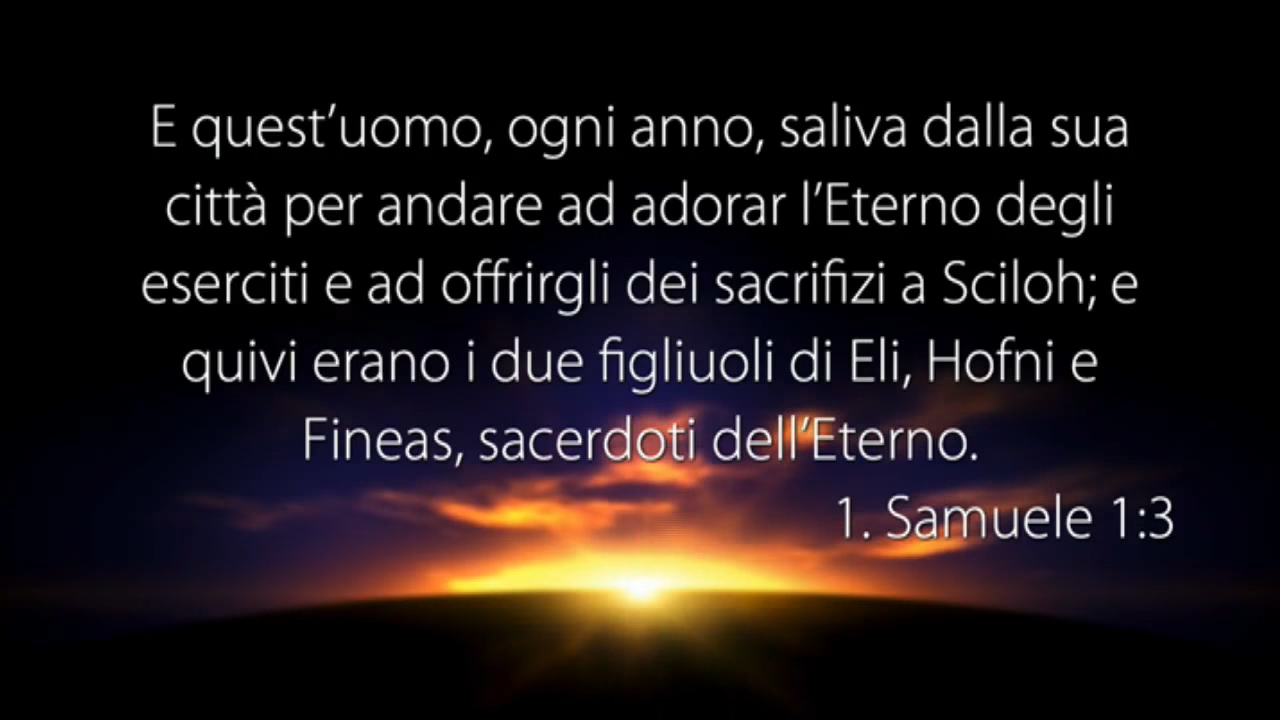 E quest’uomo, ogni anno, saliva dalla sua
città per andare ad adorar l’Eterno degli
eserciti e ad offrirgli dei sacrifizi a Sciloh; e
quivi erano i due figliuoli di Eli, Hofni e
Fineas, sacerdoti dell’Eterno.
1. Samuele 1:3